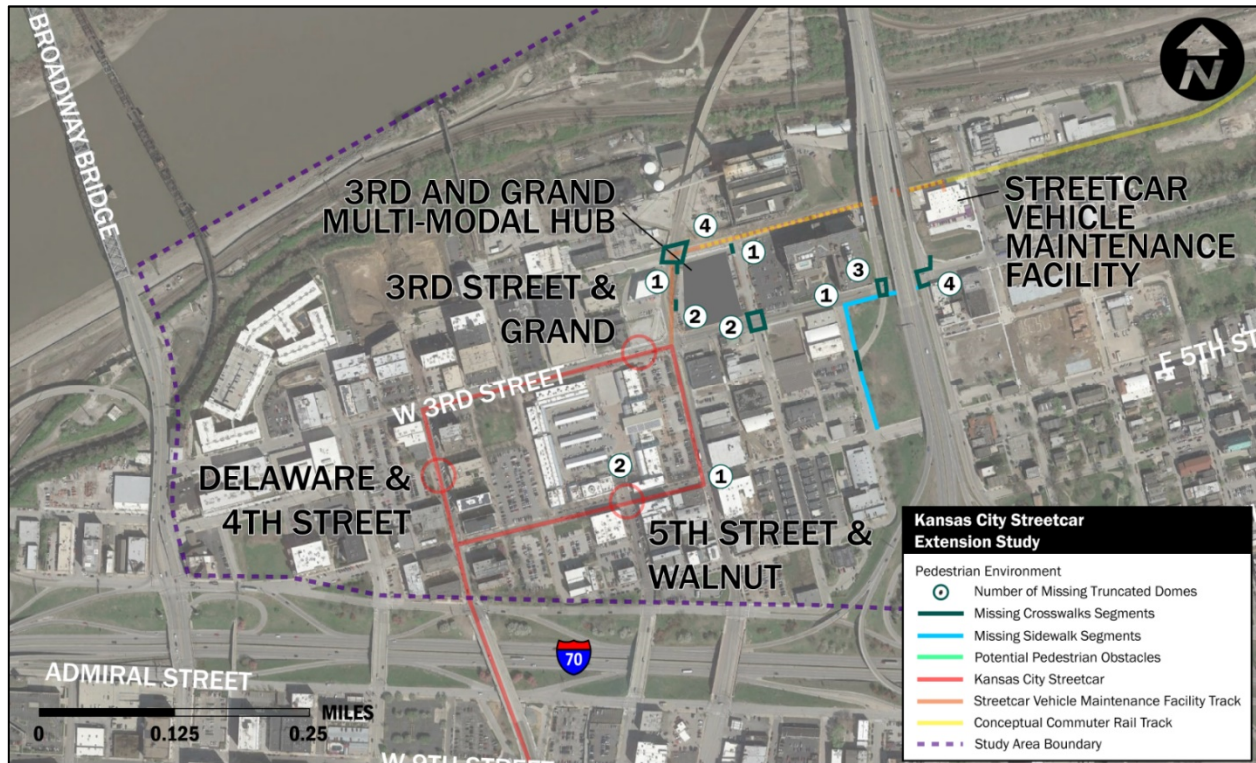 BROADWAY BRIDGE
N
3RD AND GRAND
MULTI-MODAL HUB
STREETCAR
VEHICLE
MAINTENANCE
FACILITY
4
1
3RD STREET &
GRAND
1
2
2
3
1
4
E 5TH ST
W 3RD STREET
DELAWARE &
4TH STREET
2
1
5TH STREET &
WALNUT
70
ADMIRAL STREET
MILES
0 0.125 0.25
W 9TH STREET
Kansas City Streetcar
Extension Study
Pedestrian Environment
Number of Missing Truncated Domes
Missing Crosswalks Segments
Missing Sidewalk Segments
Potential Pedestrian Obstacles
Kansas City Streetcar
Streetcar Vehicle Maintenance Facility Track
Conceptual Commuter Rail Track
Study Area Boundary